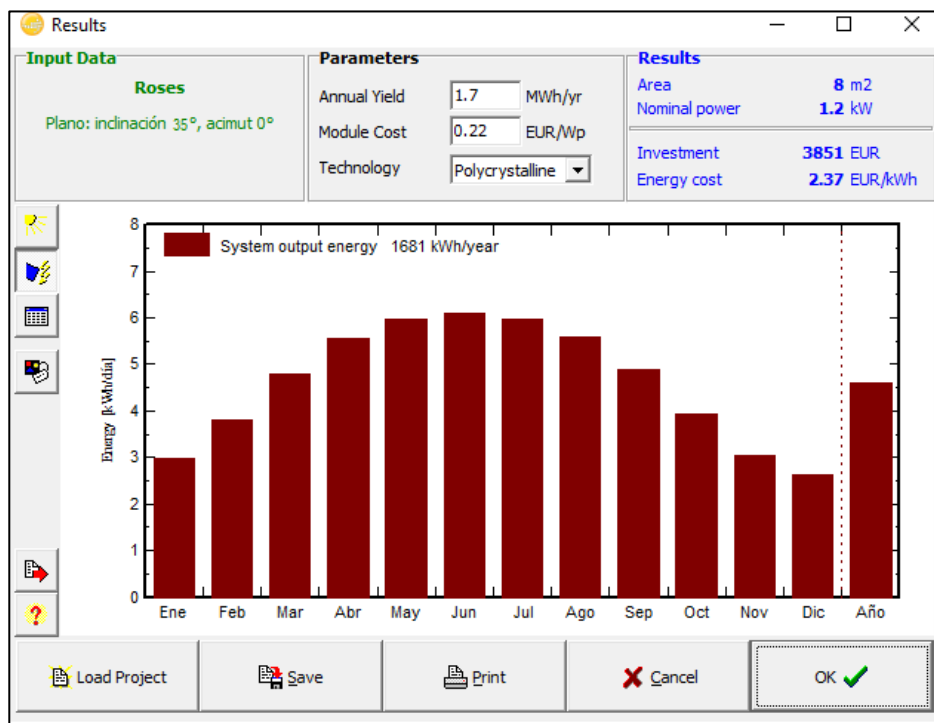 Results
Input Data
Roses
Plano: inclinación 35°, acimut 0°
Parameters
Annual Yield 1.7 MWh/yr
Module Cost 0.22 EUR/Wp
Technology Polycrystalline
Results
Area 8 m2
Nominal power 1.2 kW
Investment 3851 EUR
Energy cost 2.37 EUR/kWh
System output energy 1681 kWh/year
Energy [kWh/día]
8
7
6
5
4
3
2
1
0
Ene Feb Mar Abr May Jun Jul Ago Sep Oct Nov Dic Año
Load Project Save Print Cancel OK